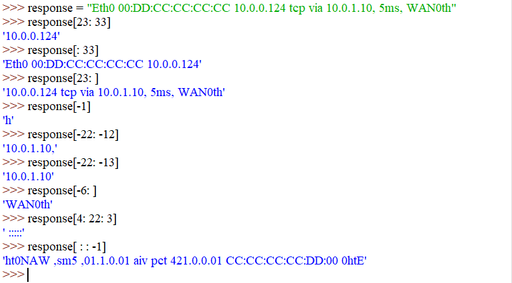 >>> response = "Eth0 00:DD:CC:CC:CC:CC 10.0.0.124 tcp via 10.0.1.10, 5ms, WAN0th"
>>> response[23: 33]
'10.0.0.124'
>>> response[: 33]
'Eth0 00:DD:CC:CC:CC:CC 10.0.0.124'
>>> response[23: ]
'10.0.0.124 tcp via 10.0.1.10, 5ms, WAN0th'
>>> response[-1]
'h'
>>> response[-22: -12]
'10.0.1.10,'
>>> response[-22: -13]
'10.0.1.10'
>>> response[-6: ]
'WAN0th'
>>> response[4: 22: 3]
' :::::'
>>> response[ : : -1]
'ht0NAW ,sm5 ,01.1.0.01 aiv pct 421.0.0.01 CC:CC:CC:CC:DD:00 0htE'
>>>